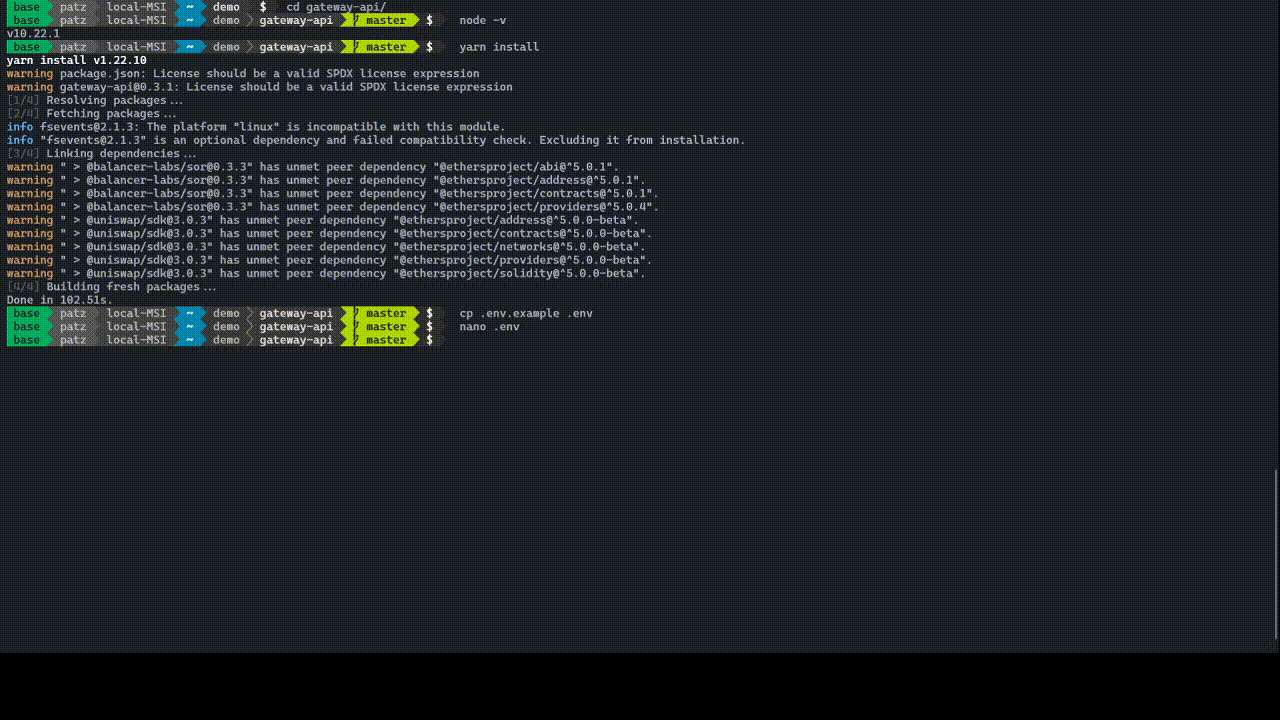 base patz local-MSI ~ demo $ cd gateway-api/
base patz local-MSI ~ demo gateway-api master $ node -v
v10.22.1
base patz local-MSI ~ demo gateway-api master $ yarn install
yarn install v1.22.10
warning package.json: License should be a valid SPDX license expression
warning gateway-api@0.3.1: License should be a valid SPDX license expression
[1/4] Resolving packages...
[2/4] Fetching packages...
info fsevents@2.1.3: The platform "linux" is incompatible with this module.
info "fsevents@2.1.3" is an optional dependency and failed compatibility check. Excluding it from installation.
[3/4] Linking dependencies...
warning " > @balancer-labs/sor@0.3.3" has unmet peer dependency "@ethersproject/abi@^5.0.1".
warning " > @balancer-labs/sor@0.3.3" has unmet peer dependency "@ethersproject/address@^5.0.1".
warning " > @balancer-labs/sor@0.3.3" has unmet peer dependency "@ethersproject/contracts@^5.0.1".
warning " > @balancer-labs/sor@0.3.3" has unmet peer dependency "@ethersproject/providers@^5.0.4".
warning " > @uniswap/sdk@3.0.3" has unmet peer dependency "@ethersproject/address@^5.0.0-beta".
warning " > @uniswap/sdk@3.0.3" has unmet peer dependency "@ethersproject/contracts@^5.0.0-beta".
warning " > @uniswap/sdk@3.0.3" has unmet peer dependency "@ethersproject/networks@^5.0.0-beta".
warning " > @uniswap/sdk@3.0.3" has unmet peer dependency "@ethersproject/providers@^5.0.0-beta".
warning " > @uniswap/sdk@3.0.3" has unmet peer dependency "@ethersproject/solidity@^5.0.0-beta".
[4/4] Building fresh packages...
Done in 102.51s.
base patz local-MSI ~ demo gateway-api master $ cp .env.example .env
base patz local-MSI ~ demo gateway-api master $ nano .env
base patz local-MSI ~ demo gateway-api master $